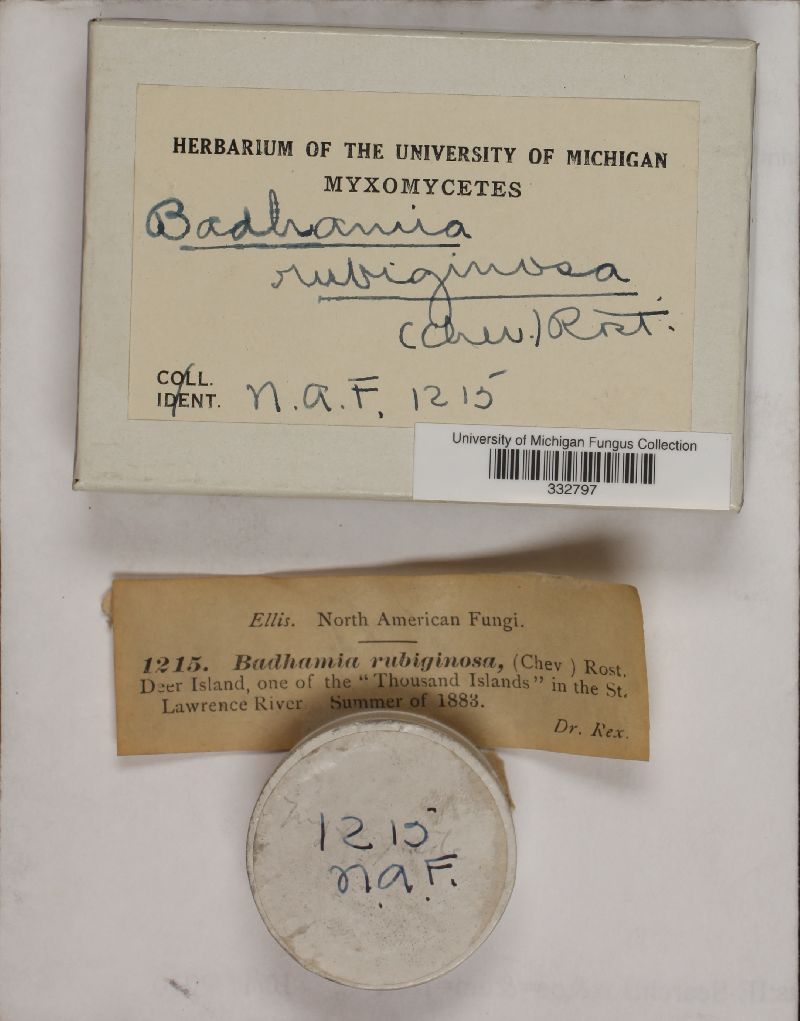 HERBARIUM OF THE UNIVERSITY OF MICHIGAN
MYXOMYCETES
Badhamia
rubiginosa
(Chev.) Rost.
COLL.
IDENT. N.A.F. 1215
University of Michigan Fungus Collection
332797
Ellis. North American Fungi.
1215. Badhamia rubiginosa, (Chev ) Rost.
Deer Island, one of the "Thousand Islands" in the St.
Lawrence River Summer of 1883.
Dr. Rex.
1215
N.A.F.